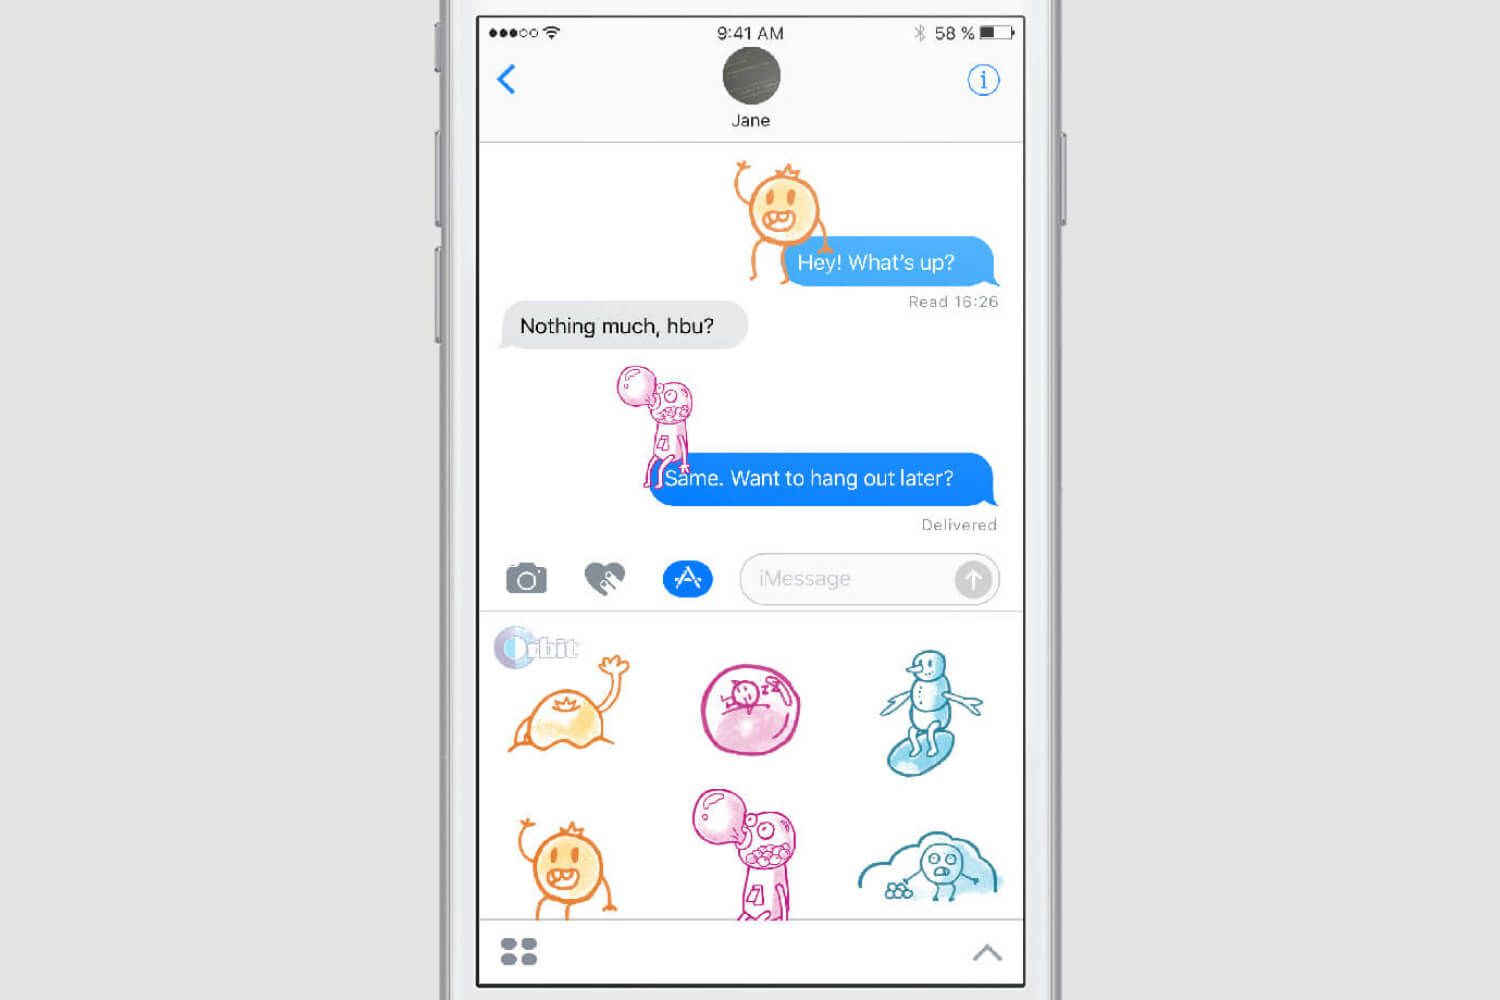 9:41 AM
58 %
Jane
Hey! What's up?
Read 16:26
Nothing much, hbu?
Same. Want to hang out later?
Delivered
iMessage
Orbit
zz